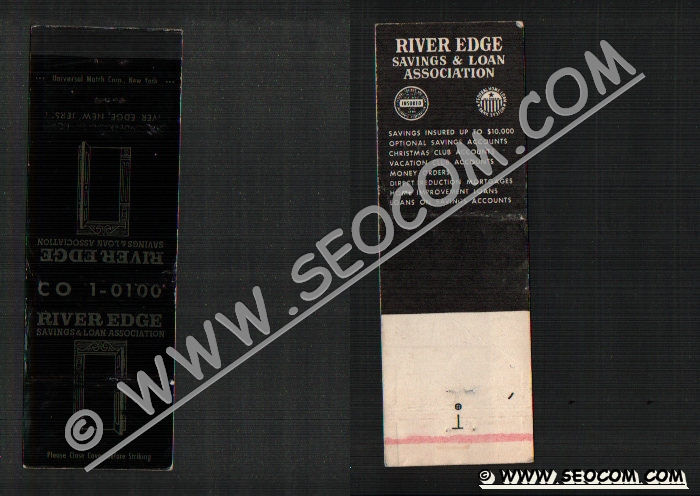 Universal Match Corp., New York
RIVER EDGE, NEW JERSEY
RIVER EDGE
SAVINGS & LOAN ASSOCIATION
CO 1-0100
RIVER EDGE
SAVINGS & LOAN ASSOCIATION
Please Close Cover Before Striking
RIVER EDGE
SAVINGS & LOAN
ASSOCIATION
INSURED
SAVINGS INSURED UP TO $10,000
OPTIONAL SAVINGS ACCOUNTS
CHRISTMAS CLUB ACCOUNTS
VACATION CLUB ACCOUNTS
MONEY ORDERS
DIRECT REDUCTION MORTGAGES
HOME IMPROVEMENT LOANS
LOANS ON SAVINGS ACCOUNTS
T
© WWW.SEOCOM.COM
© WWW.SEOCOM.COM